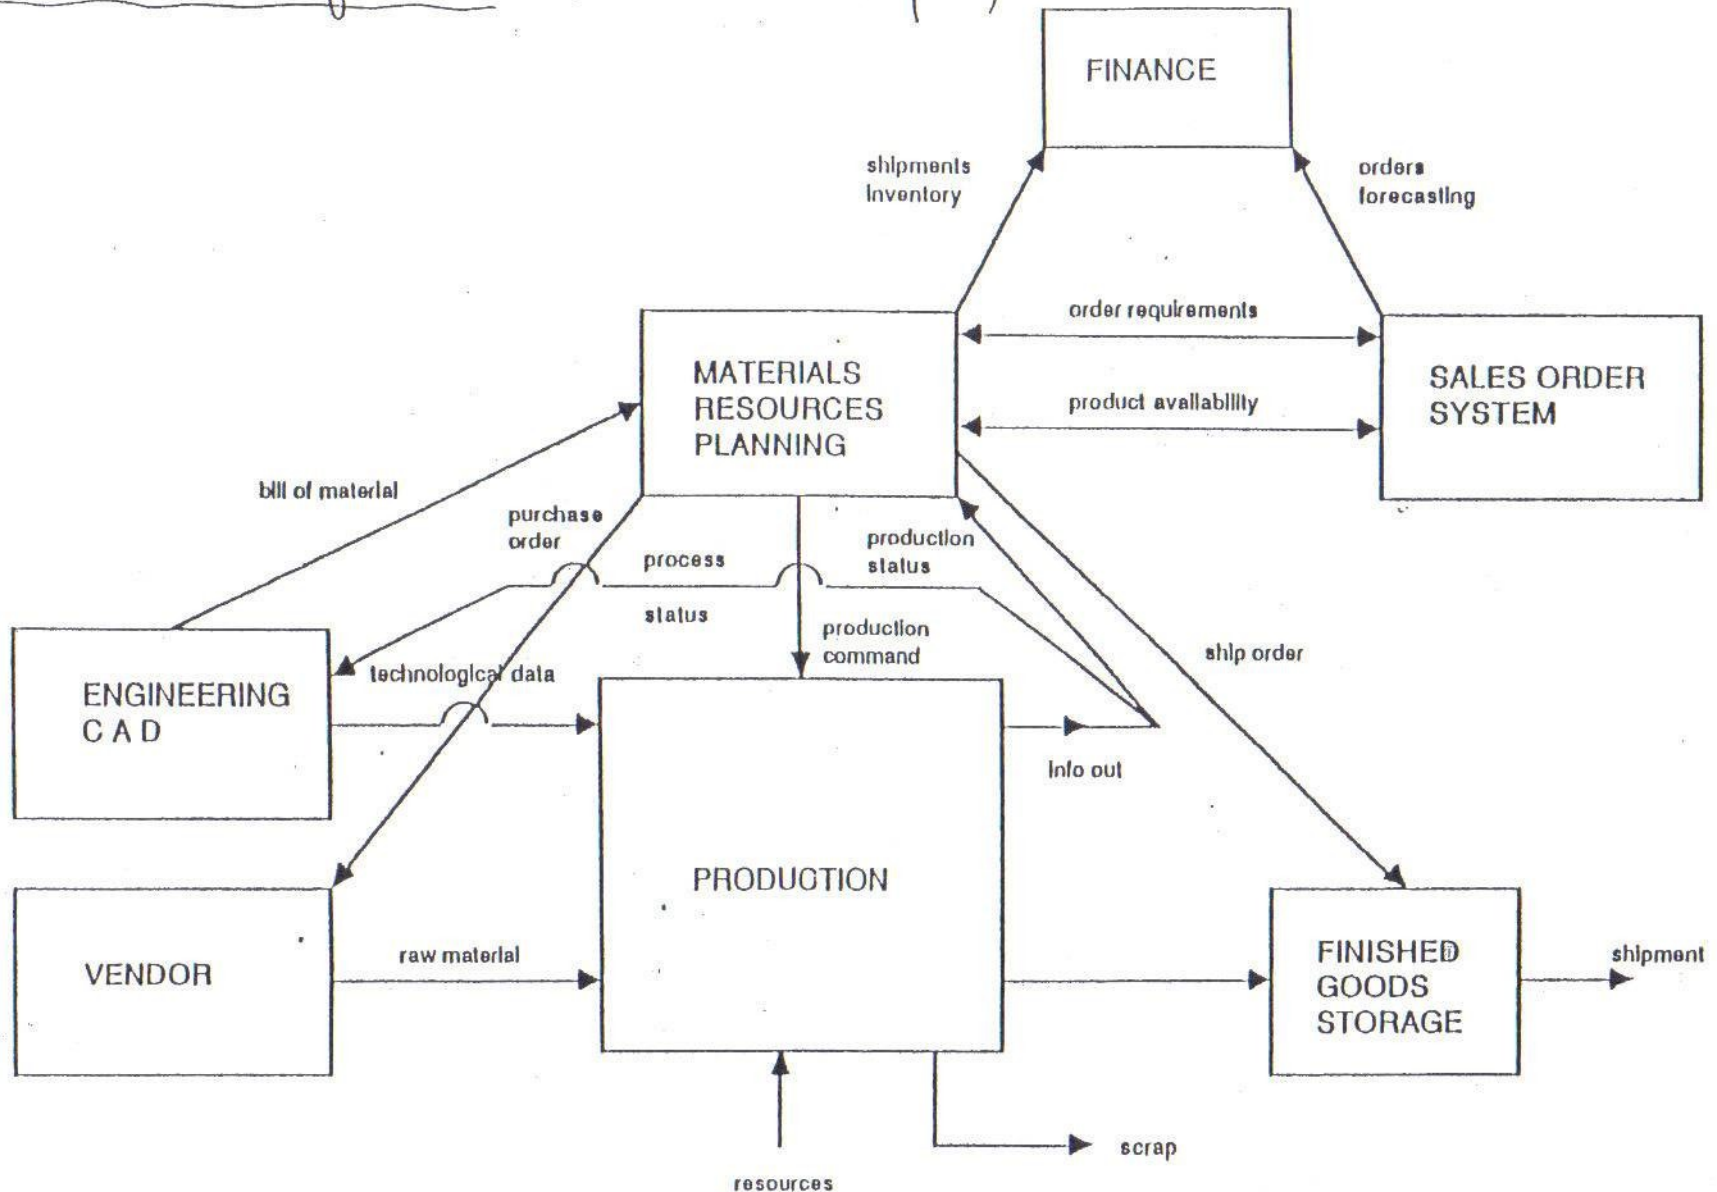 FINANCE
shipments
inventory
orders
forecasting
order requirements
MATERIALS
RESOURCES
PLANNING
SALES ORDER
SYSTEM
product availability
bill of material
purchase
order
process
status
production
status
production
command
ship order
ENGINEERING
C A D
technological data
info out
PRODUCTION
VENDOR
raw material
FINISHED
GOODS
STORAGE
shipment
scrap
resources